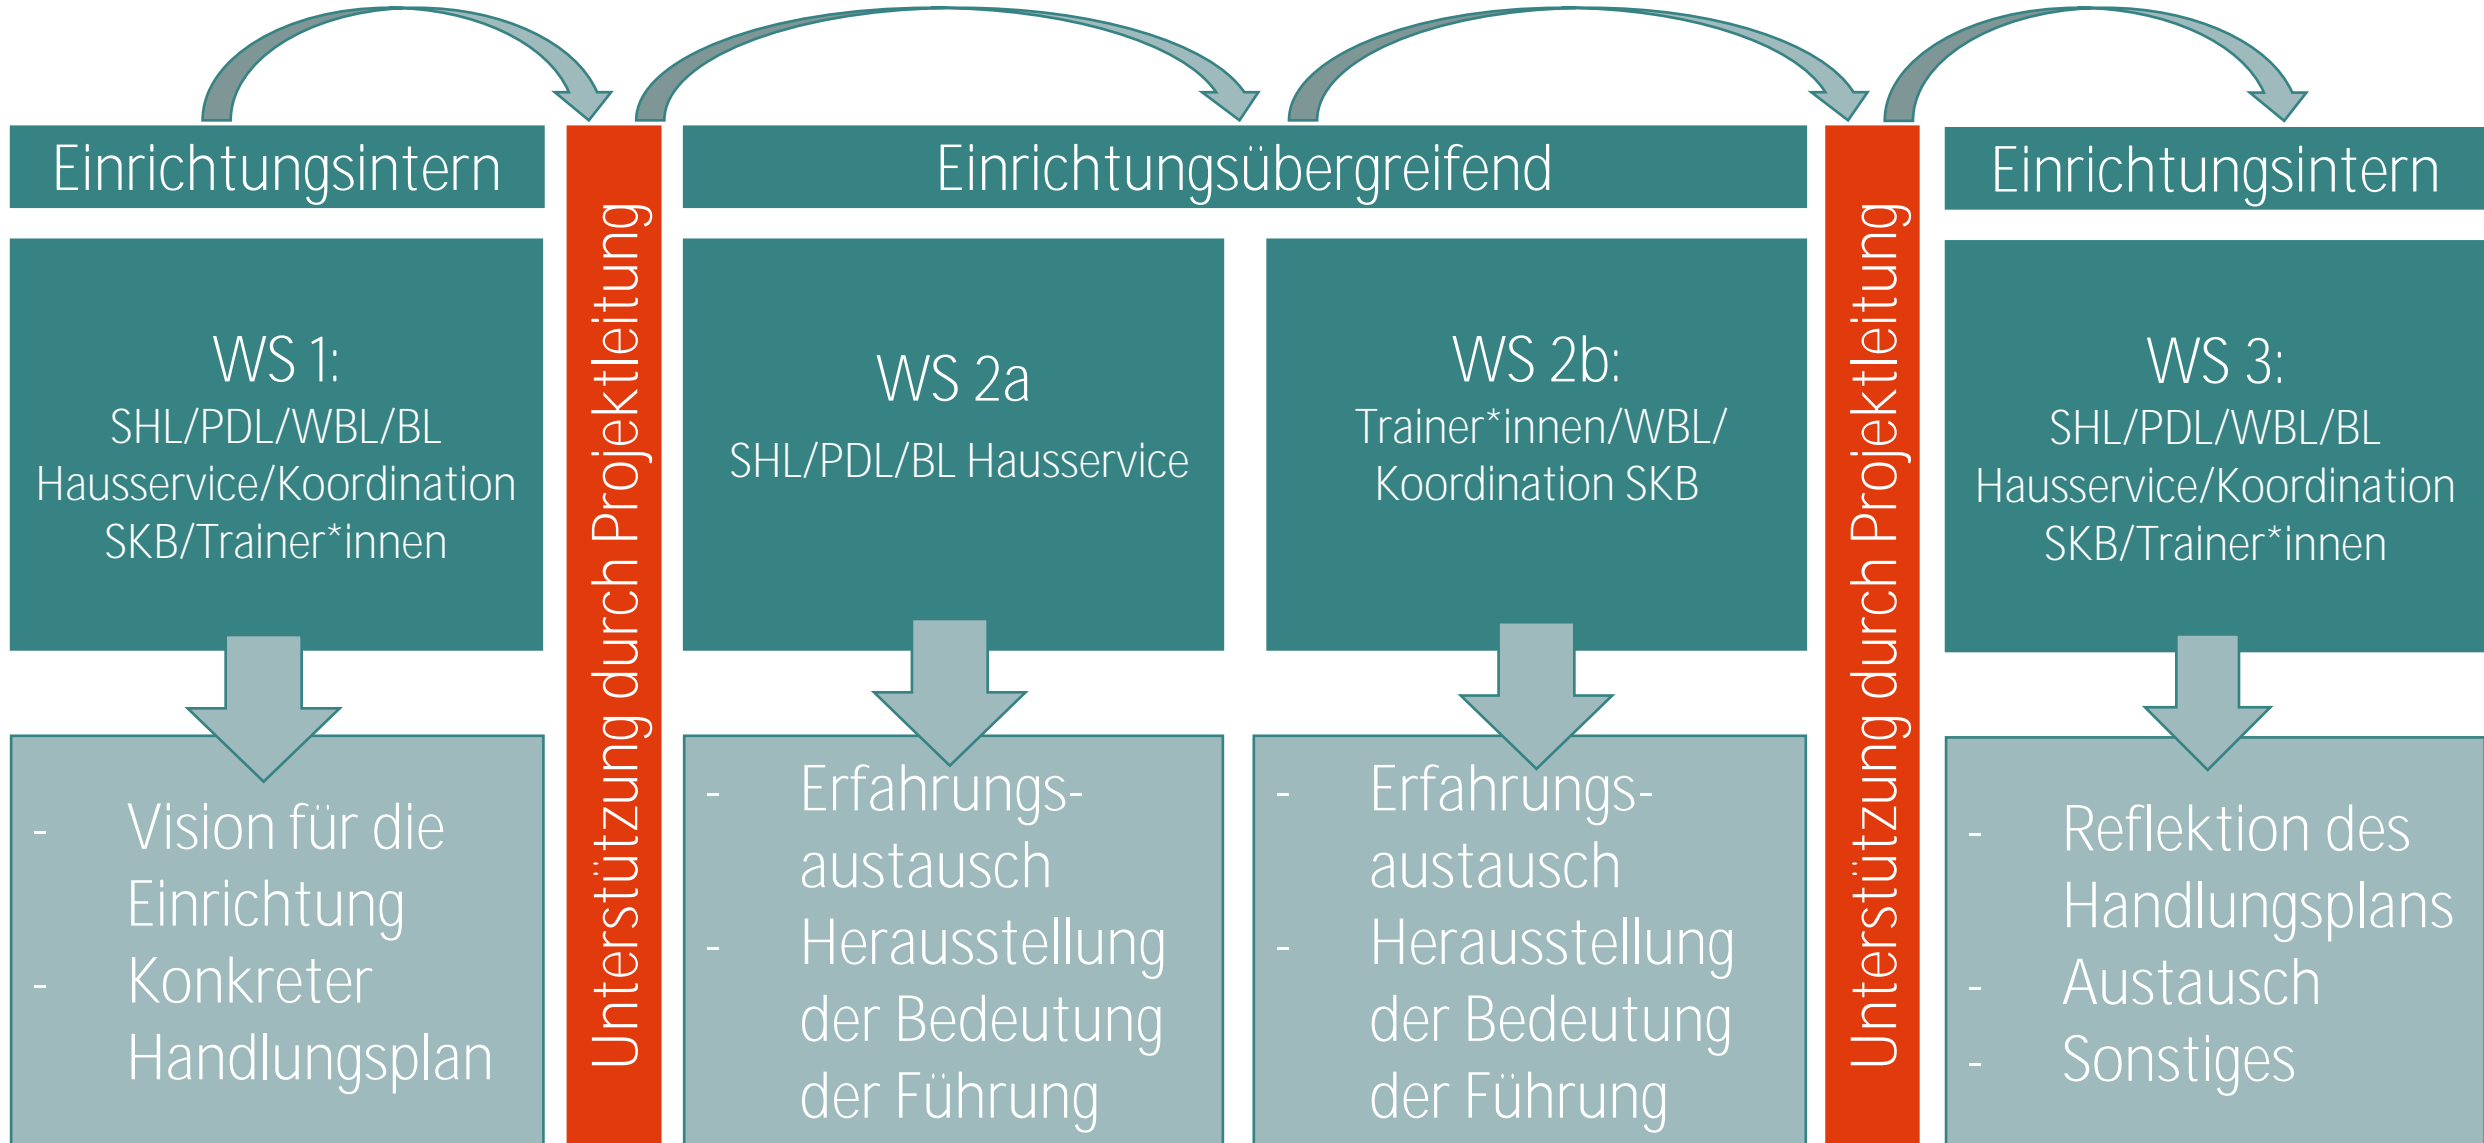 Einrichtungsintern
WS 1:
SHL/PDL/WBL/BL
Hausservice/Koordination
SKB/Trainer*innen
- Vision für die
Einrichtung
- Konkreter
Handlungsplan
Unterstützung durch Projektleitung
Einrichtungsübergreifend
WS 2a
SHL/PDL/BL Hausservice
- Erfahrungs-
austausch
- Herausstellung
der Bedeutung
der Führung
WS 2b:
Trainer*innen/WBL/
Koordination SKB
- Erfahrungs-
austausch
- Herausstellung
der Bedeutung
der Führung
Unterstützung durch Projektleitung
Einrichtungsintern
WS 3:
SHL/PDL/WBL/BL
Hausservice/Koordination
SKB/Trainer*innen
- Reflektion des
Handlungsplans
- Austausch
- Sonstiges